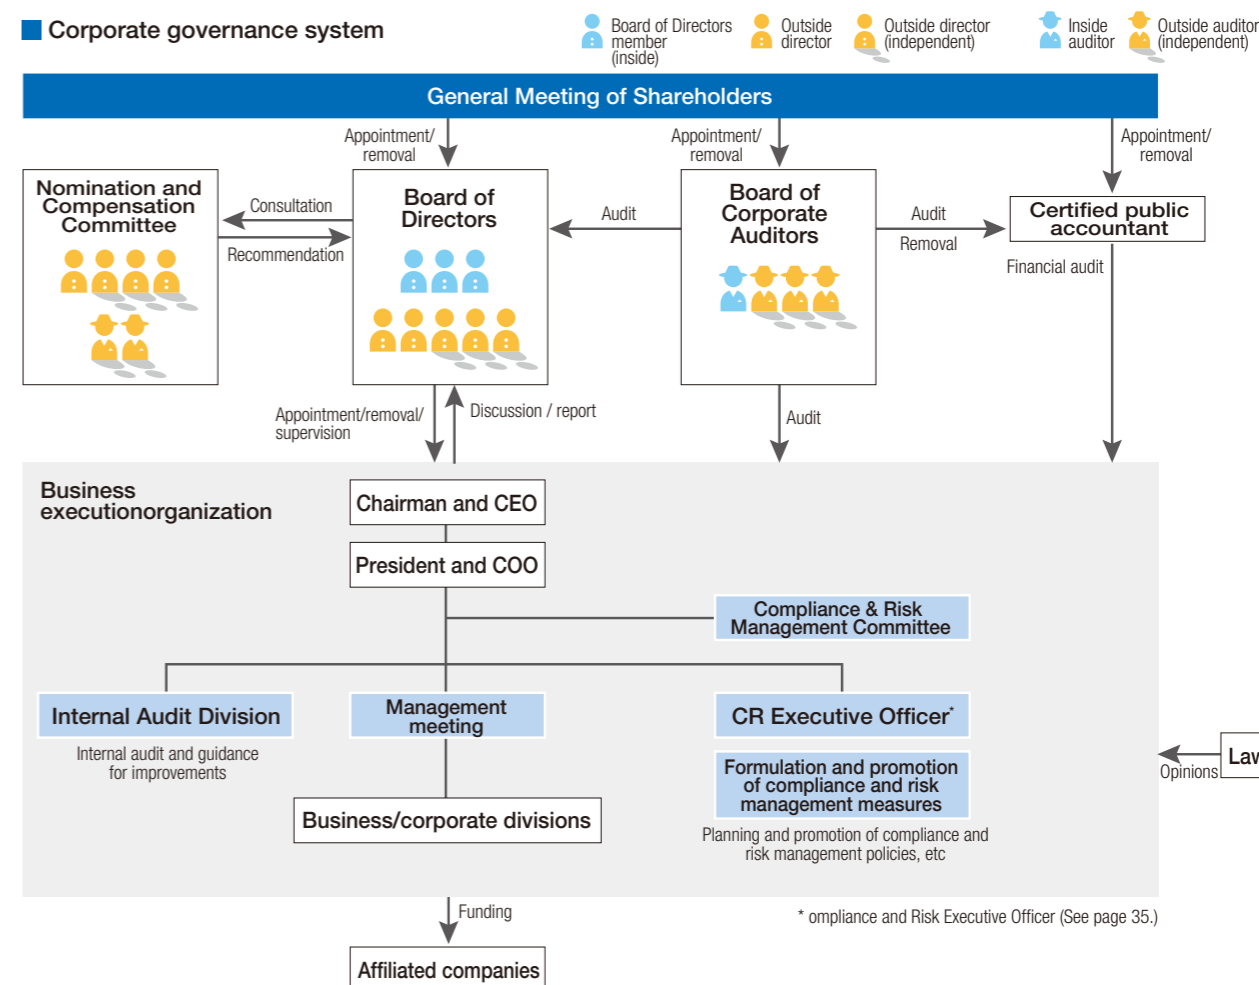 Corporate governance system
Board of Directors
member
(inside)
Outside
director
Outside director
(independent)
Inside
auditor
Outside auditor
(independent)
General Meeting of Shareholders
Appointment/
removal
Appointment/
removal
Appointment/
removal
Nomination and
Compensation
Committee
Consultation
Recommendation
Board of
Directors
Audit
Board of
Corporate
Auditors
Audit
Removal
Certified public
accountant
Financial audit
Appointment/removal/
supervision
Discussion / report
Audit
Business
executionorganization
Chairman and CEO
President and COO
Compliance & Risk
Management Committee
Internal Audit Division
Internal audit and guidance
for improvements
Management
meeting
CR Executive Officer*
Formulation and promotion
of compliance and risk
management measures
Planning and promotion of compliance and
risk management policies, etc
Business/corporate divisions
Opinions
Law
Funding
* ompliance and Risk Executive Officer (See page 35.)
Affiliated companies